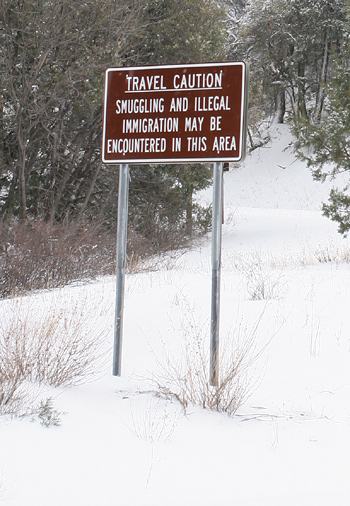 TRAVEL CAUTION
SMUGGLING AND ILLEGAL
IMMIGRATION MAY BE
ENCOUNTERED IN THIS AREA